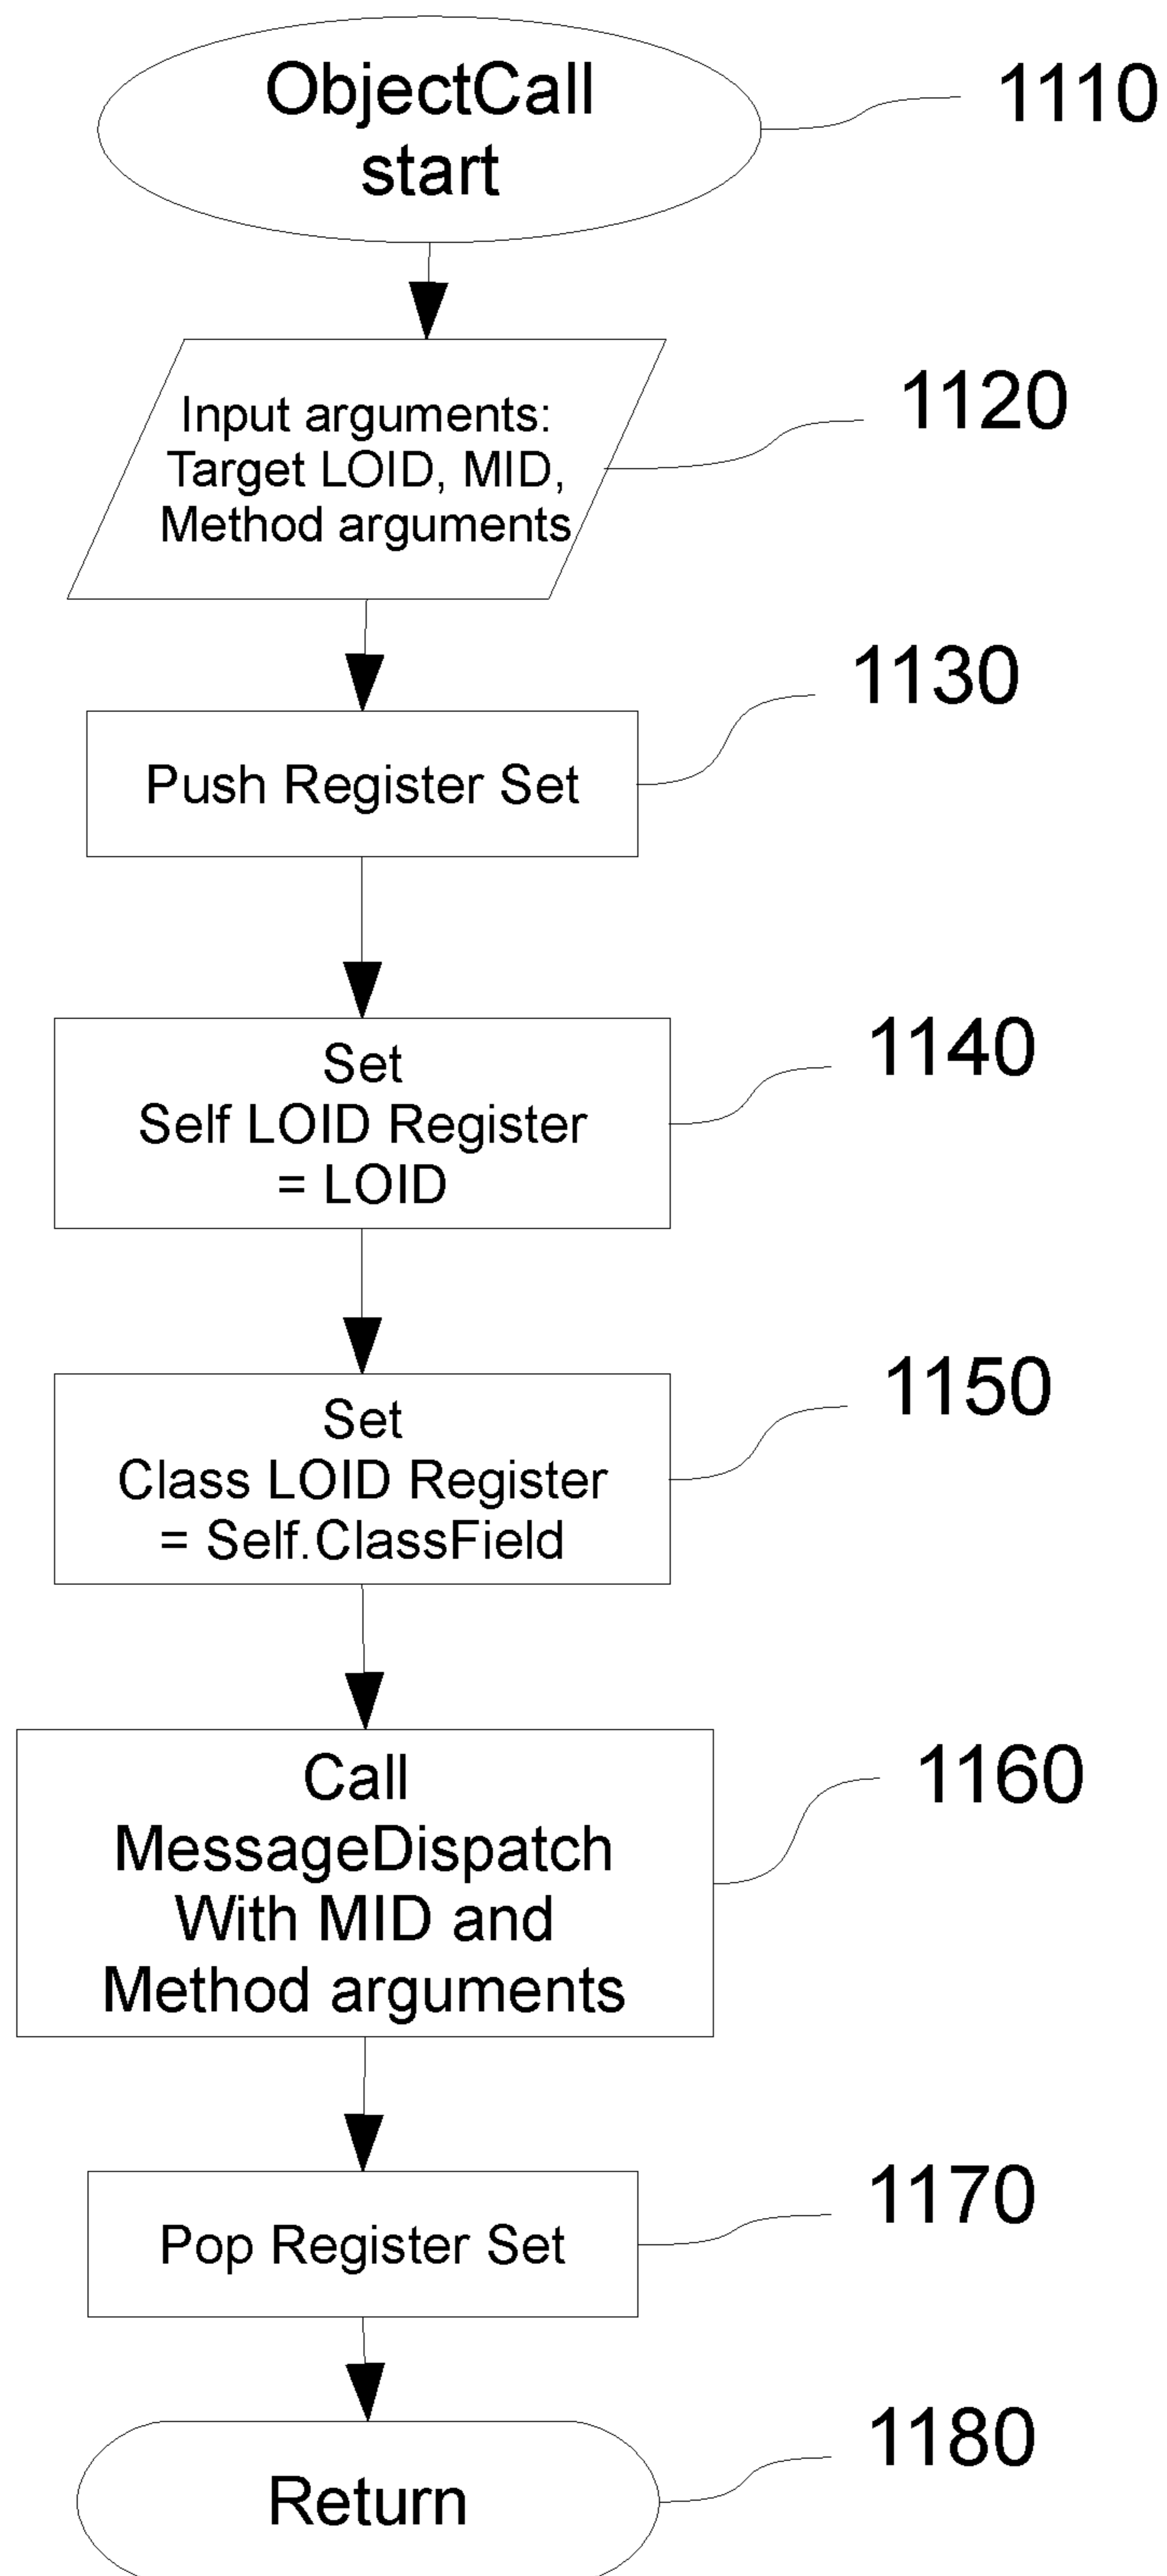 ObjectCall
start
1110
Input arguments:
Target LOID, MID,
Method arguments
1120
Push Register Set
1130
Set
Self LOID Register
= LOID
1140
Set
Class LOID Register
= Self.ClassField
1150
Call
MessageDispatch
With MID and
Method arguments
1160
Pop Register Set
1170
Return
1180